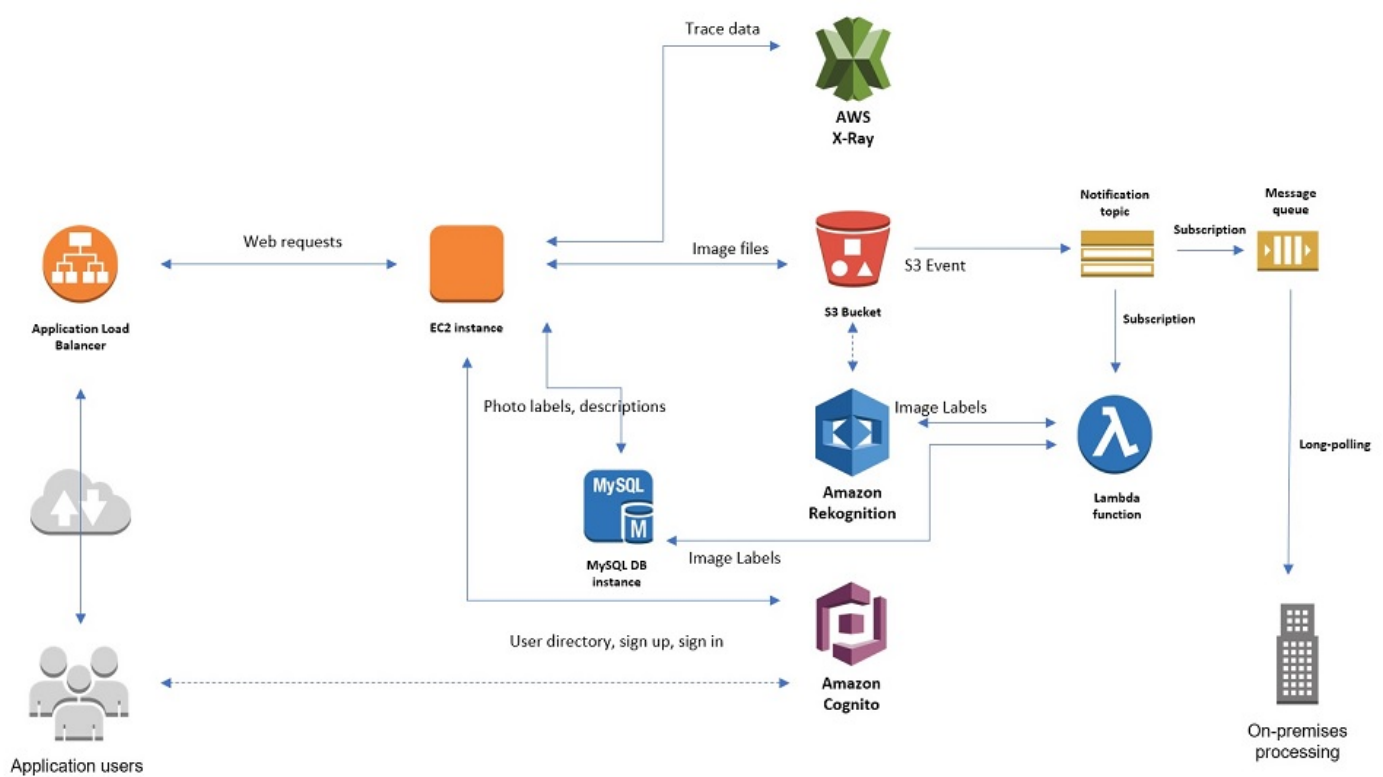 Trace data
AWS
X-Ray
Notification
topic
Message
queue
Subscription
Web requests
Image files
S3 Event
Application Load
Balancer
EC2 instance
S3 Bucket
Subscription
Photo labels, descriptions
Image Labels
Long-polling
MySQL
M
Amazon
Rekognition
λ
Lambda
function
MySQL DB
instance
Image Labels
User directory, sign up, sign in
Amazon
Cognito
Application users
On-premises
processing